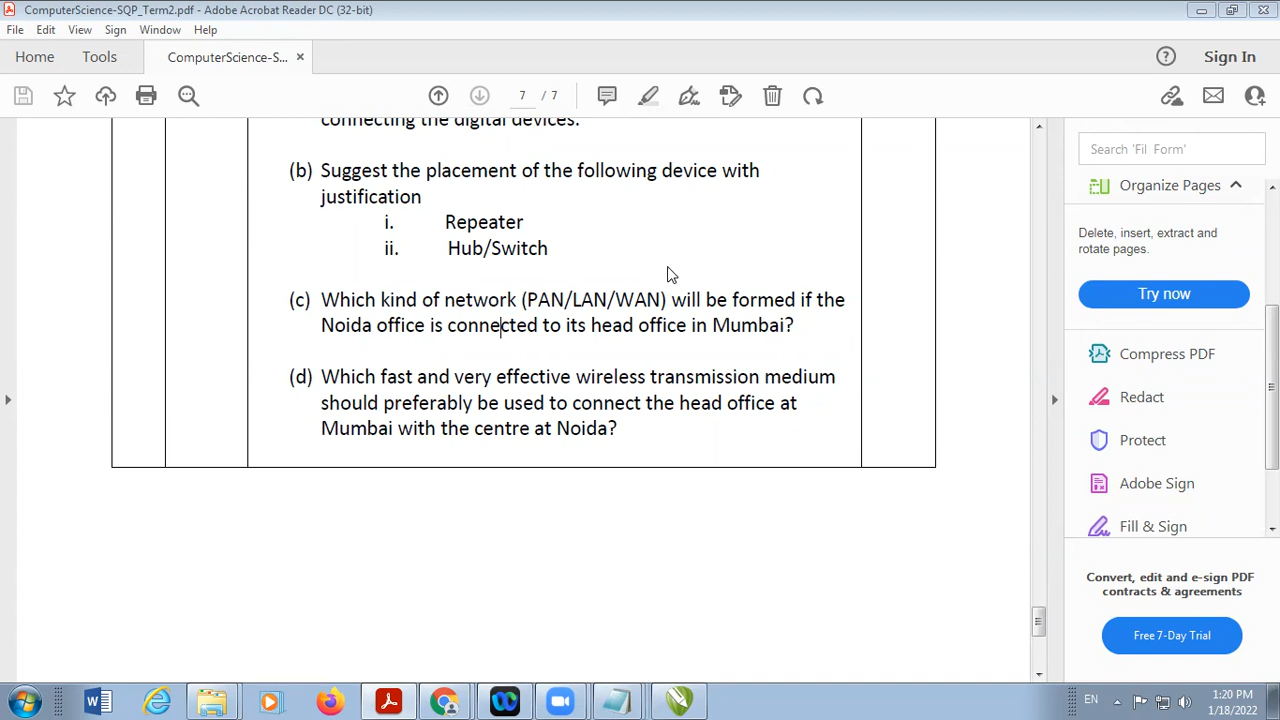 ComputerScience-SQP_Term2.pdf - Adobe Acrobat Reader DC (32-bit)
File Edit View Sign Window Help
Home Tools ComputerScience-S... × Sign In
7 / 7
connecting the digital devices.
(b) Suggest the placement of the following device with
justification
i. Repeater
ii. Hub/Switch
(c) Which kind of network (PAN/LAN/WAN) will be formed if the
Noida office is connected to its head office in Mumbai?
(d) Which fast and very effective wireless transmission medium
should preferably be used to connect the head office at
Mumbai with the centre at Noida?
Search 'Fil Form'
Organize Pages
Delete, insert, extract and
rotate pages.
Try now
Compress PDF
Redact
Protect
Adobe Sign
Fill & Sign
Convert, edit and e-sign PDF
contracts & agreements
Free 7-Day Trial
EN
1:20 PM
1/18/2022